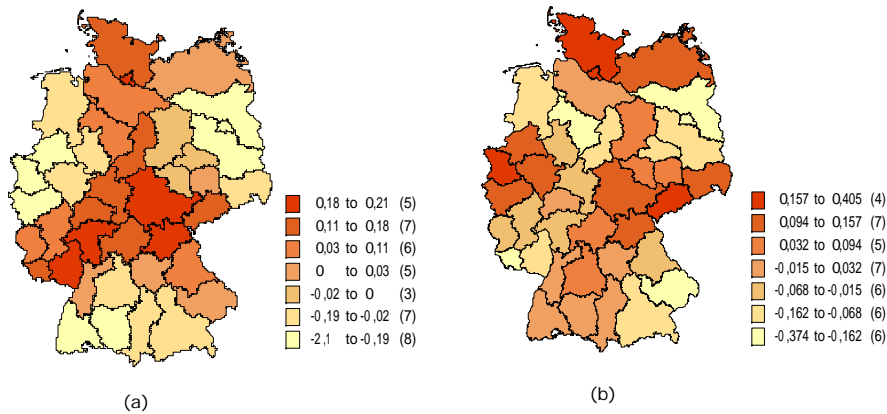 0,18 to 0,21 (5)
0,11 to 0,18 (7)
0,03 to 0,11 (6)
0 to 0,03 (5)
-0,02 to 0 (3)
-0,19 to -0,02 (7)
-2,1 to -0,19 (8)
(a)
0,157 to 0,405 (4)
0,094 to 0,157 (7)
0,032 to 0,094 (5)
-0,015 to 0,032 (7)
-0,068 to -0,015 (6)
-0,162 to -0,068 (6)
-0,374 to -0,162 (6)
(b)